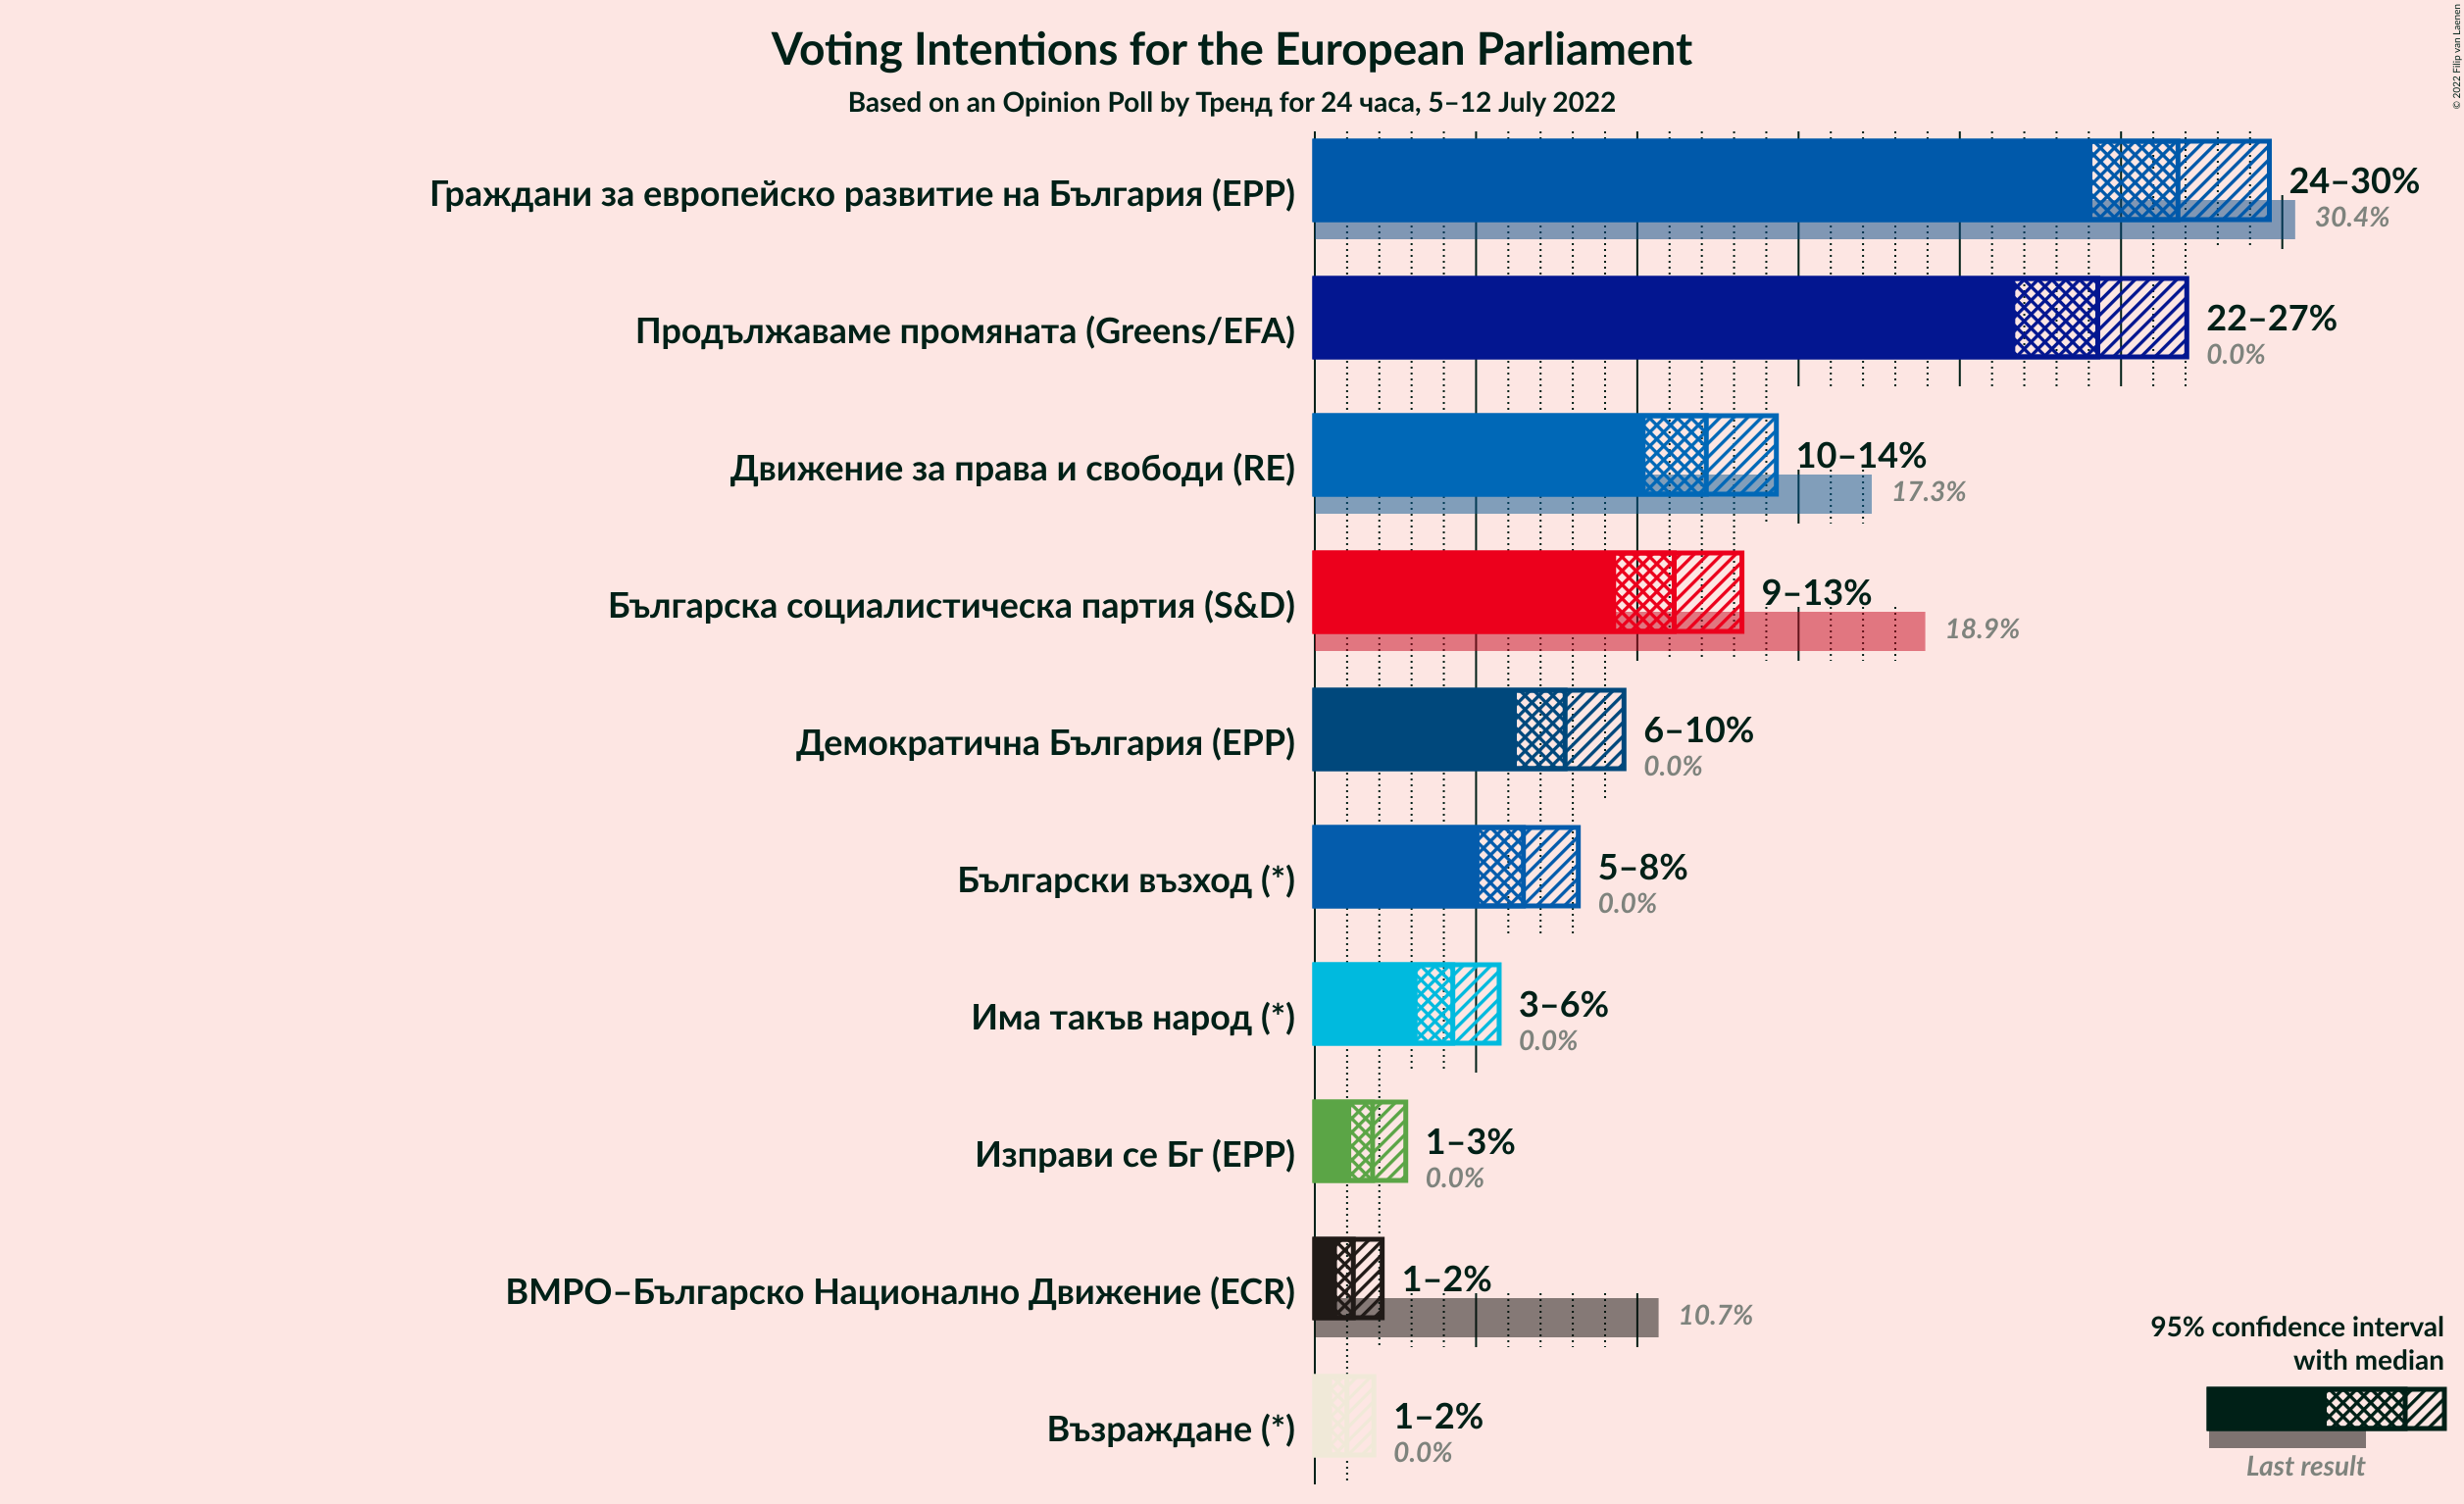 © 2022 Filip van Laenen
Voting Intentions for the European Parliament
Based on an Opinion Poll by Тренд for 24 часа, 5–12 July 2022
Граждани за европейско развитие на България (EPP)
24–30%
30.4%
Продължаваме промяната (Greens/EFA)
22–27%
0.0%
Движение за права и свободи (RE)
10–14%
17.3%
Българска социалистическа партия (S&D)
9–13%
18.9%
Демократична България (EPP)
6–10%
0.0%
Български възход (*)
5–8%
0.0%
Има такъв народ (*)
3–6%
0.0%
Изправи се Бг (EPP)
1–3%
0.0%
ВМРО–Българско Национално Движение (ECR)
1–2%
10.7%
Възраждане (*)
1–2%
0.0%
95% confidence interval
with median
Last result